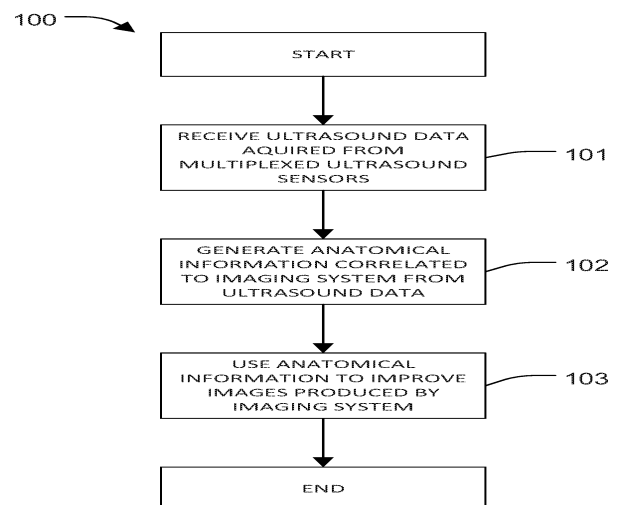 100
START
RECEIVE ULTRASOUND DATA
AQUIRED FROM
MULTIPLEXED ULTRASOUND
SENSORS
101
GENERATE ANATOMICAL
INFORMATION CORRELATED
TO IMAGING SYSTEM FROM
ULTRASOUND DATA
102
USE ANATOMICAL
INFORMATION TO IMPROVE
IMAGES PRODUCED BY
IMAGING SYSTEM
103
END